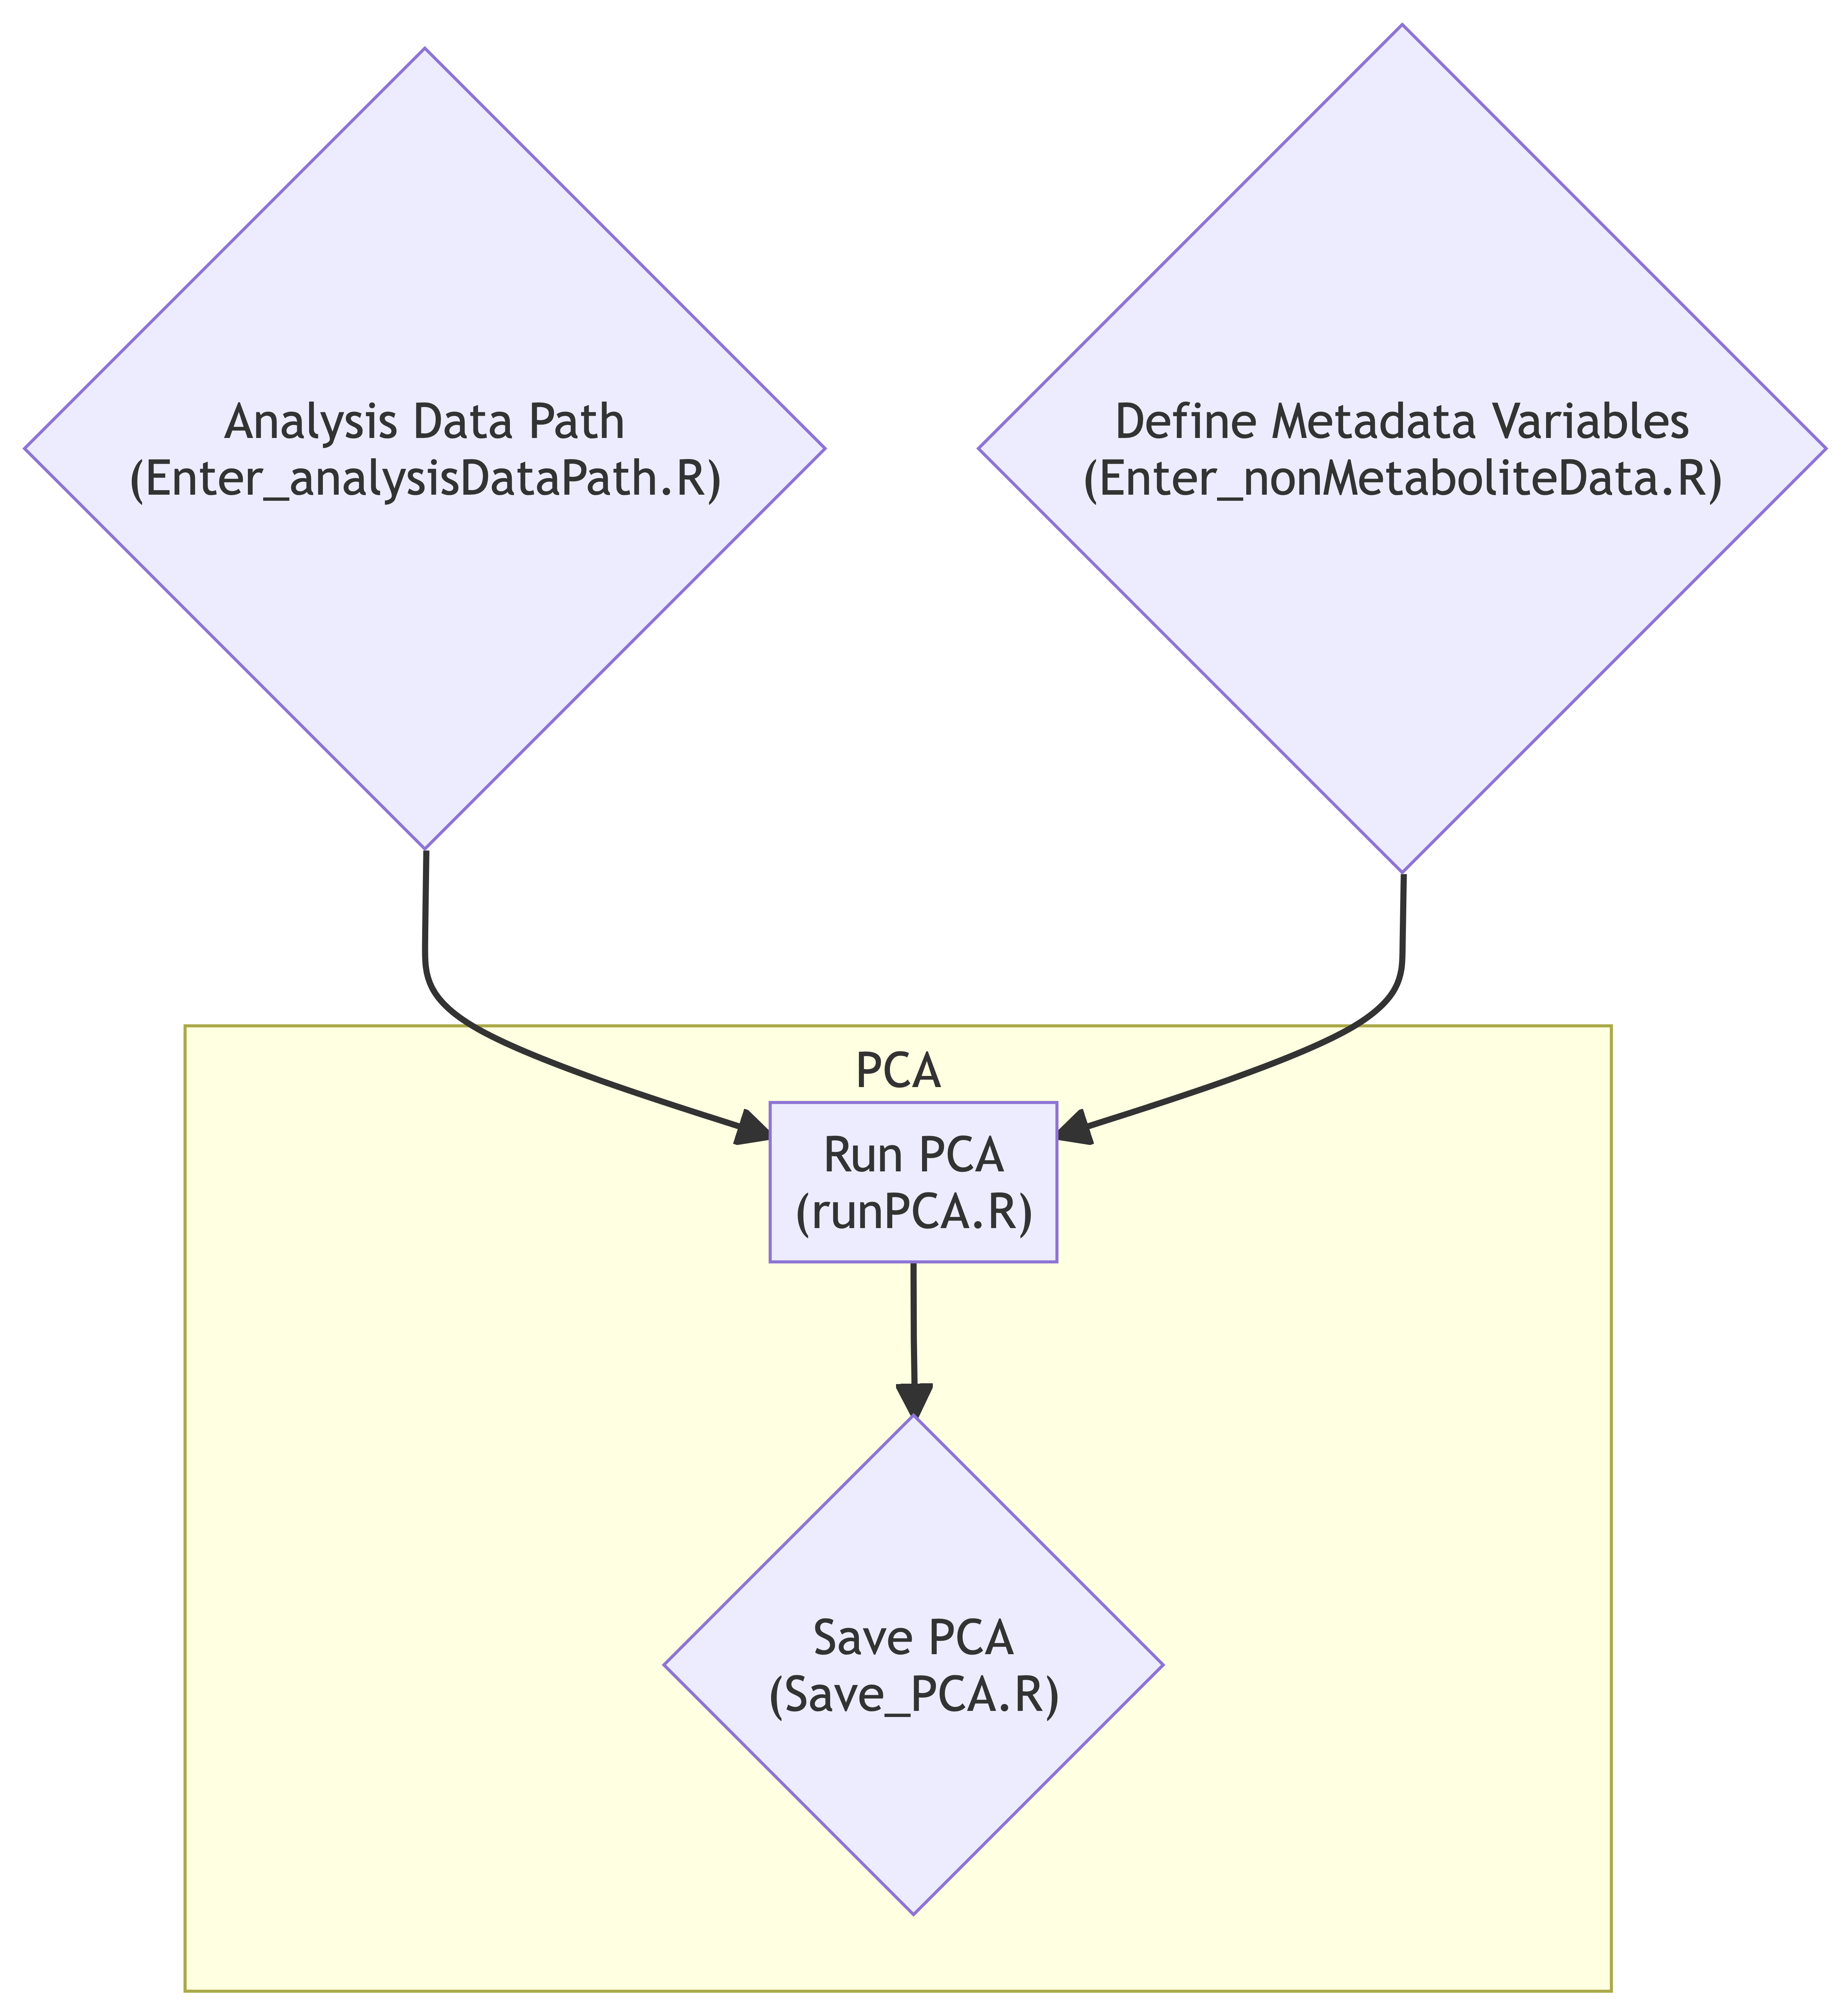 Analysis Data Path
(Enter_analysisDataPath.R)
Define Metadata Variables
(Enter_nonMetaboliteData.R)
PCA
Run PCA
(runPCA.R)
Save PCA
(Save_PCA.R)